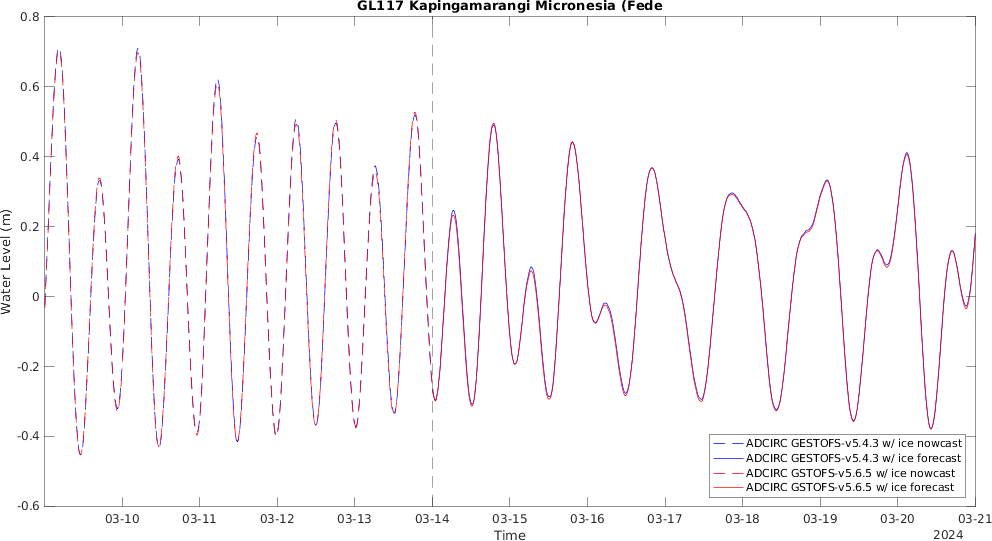 GL117 Kapingamarangi Micronesia (Fede
Water Level (m)
0.8
0.6
0.4
0.2
0
-0.2
-0.4
-0.6
ADCIRC GESTOFS-v5.4.3 w/ ice nowcast
ADCIRC GESTOFS-v5.4.3 w/ ice forecast
ADCIRC GSTOFS-v5.6.5 w/ ice nowcast
ADCIRC GSTOFS-v5.6.5 w/ ice forecast
03-10 03-11 03-12 03-13 03-14 03-15 03-16 03-17 03-18 03-19 03-20 03-21
Time
2024